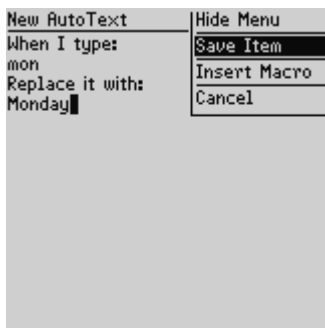 New AutoText
When I type:
mon
Replace it with:
Monday
Hide Menu
Save Item
Insert Macro
Cancel